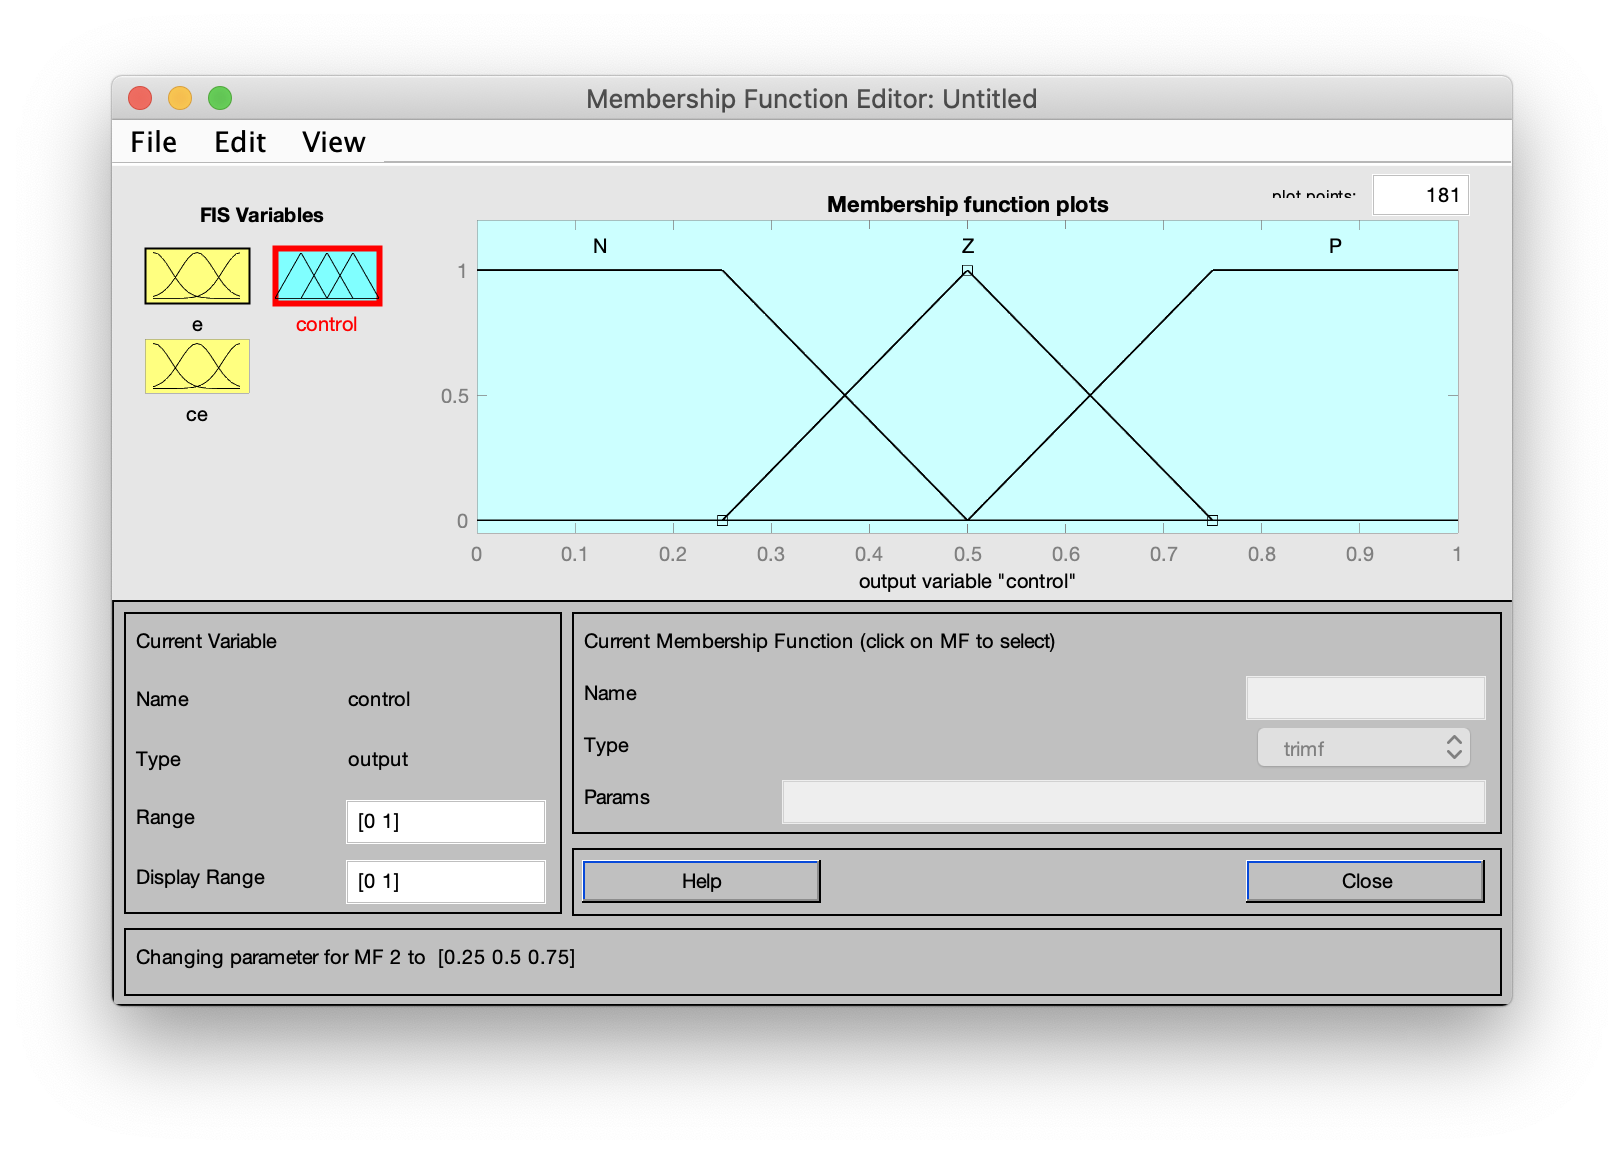 Membership Function Editor: Untitled
File Edit View
FIS Variables
e
control
ce
Membership function plots
plot points:
181
N Z P
1
0.5
0
0 0.1 0.2 0.3 0.4 0.5 0.6 0.7 0.8 0.9 1
output variable "control"
Current Variable
Name control
Type output
Range [0 1]
Display Range [0 1]
Current Membership Function (click on MF to select)
Name
Type trimf
Params
Help Close
Changing parameter for MF 2 to [0.25 0.5 0.75]